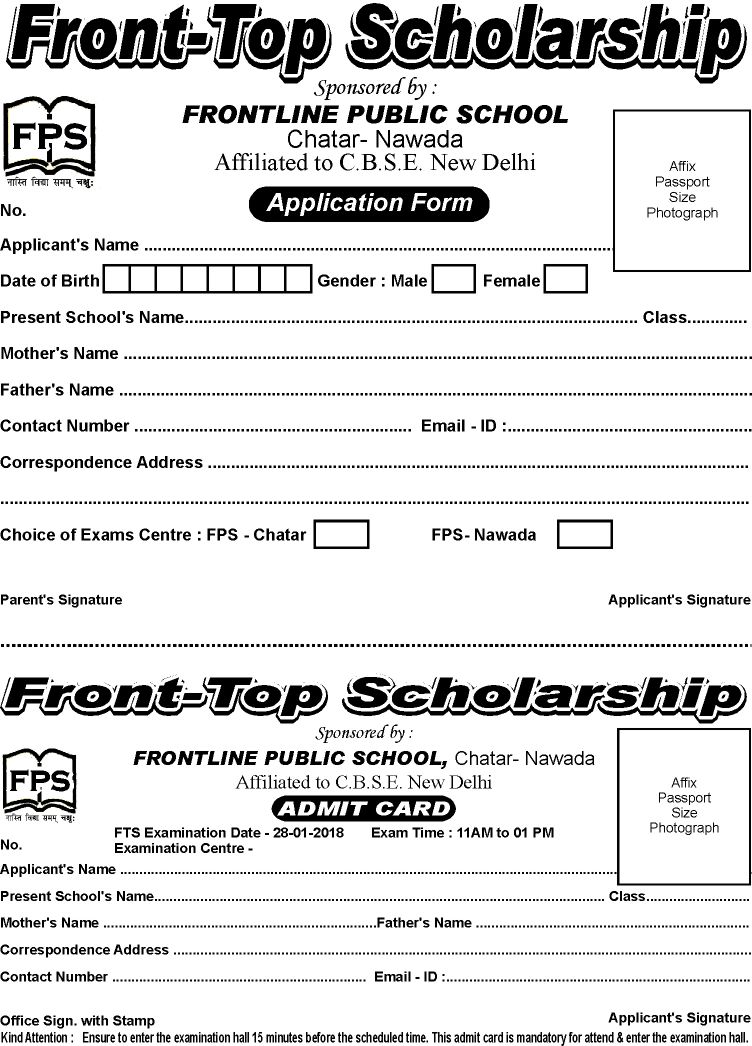 Front-Top Scholarship
Sponsored by :
FRONTLINE PUBLIC SCHOOL
Chatar- Nawada
Affiliated to C.B.S.E. New Delhi
FPS
नास्ति विद्या समम् चक्षु:
Application Form
Affix
Passport
Size
Photograph
No.
Applicant's Name ....................................................................................................
Date of Birth Gender : Male Female
Present School's Name.................................................................................................. Class.............
Mother's Name ........................................................................................................................................
Father's Name .........................................................................................................................................
Contact Number ............................................................ Email - ID :.....................................................
Correspondence Address .....................................................................................................................
..................................................................................................................................................................
Choice of Exams Centre : FPS - Chatar FPS- Nawada
Parent's Signature Applicant's Signature
..................................................................................................................................................................
Front-Top Scholarship
Sponsored by :
FRONTLINE PUBLIC SCHOOL, Chatar- Nawada
Affiliated to C.B.S.E. New Delhi
FPS
नास्ति विद्या समम् चक्षु:
ADMIT CARD
Affix
Passport
Size
Photograph
FTS Examination Date - 28-01-2018 Exam Time : 11AM to 01 PM
No.
Examination Centre -
Applicant's Name ............................................................................................................................
Present School's Name................................................................................................................ Class..........................
Mother's Name ....................................................................Father's Name ....................................................................
Correspondence Address ................................................................................................................................................
Contact Number ............................................................... Email - ID :...........................................................................
Office Sign. with Stamp Applicant's Signature
Kind Attention : Ensure to enter the examination hall 15 minutes before the scheduled time. This admit card is mandatory for attend & enter the examination hall.